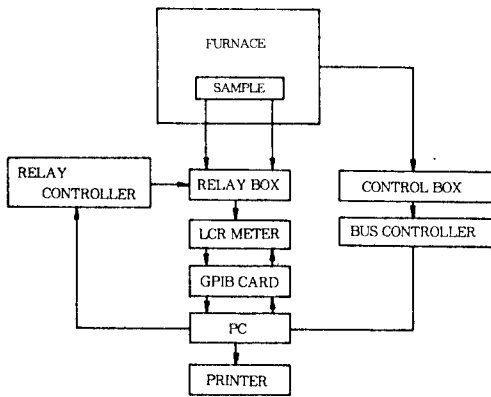 FURNACE
SAMPLE
RELAY
CONTROLLER
RELAY BOX
CONTROL BOX
LCR METER
BUS CONTROLLER
GPIB CARD
PC
PRINTER